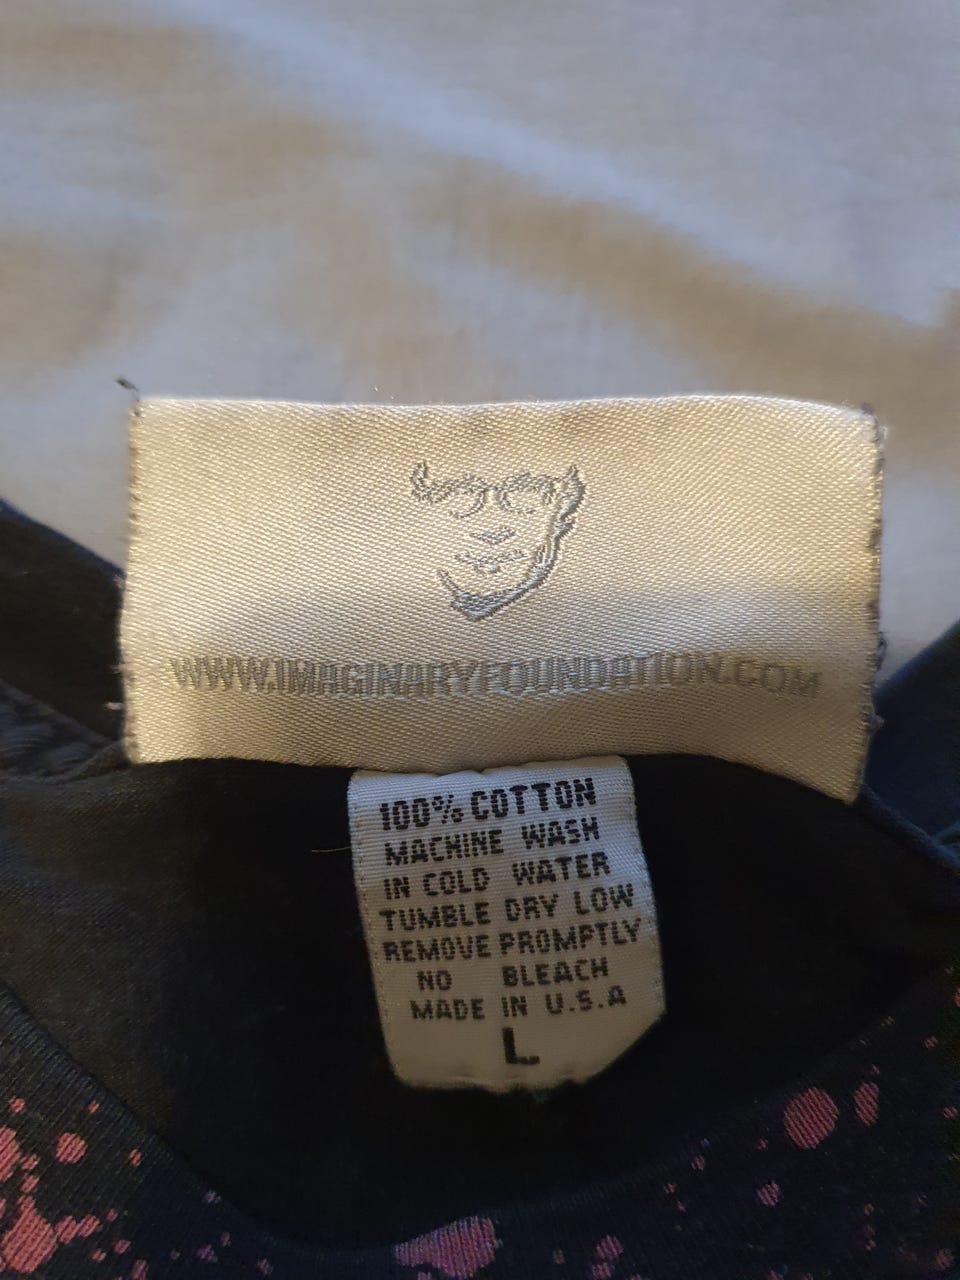 WWW.IMAGINARYFOUNDATION.COM
100% COTTON
MACHINE WASH
IN COLD WATER
TUMBLE DRY LOW
REMOVE PROMPTLY
NO BLEACH
MADE IN U.S.A
L